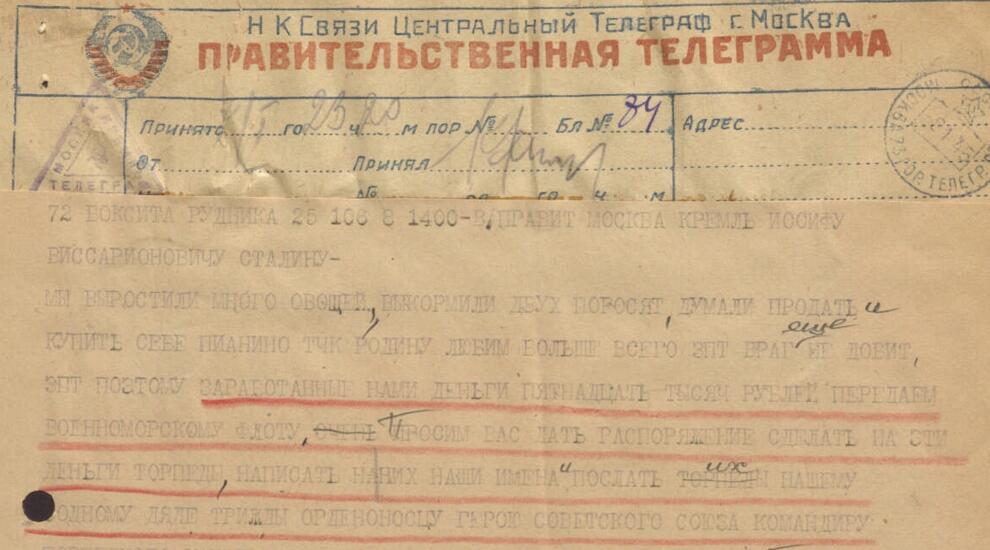 Н К СВЯЗИ ЦЕНТРАЛЬНЫЙ ТЕЛЕГРАФ Г. МОСКВА
ПРАВИТЕЛЬСТВЕННАЯ ТЕЛЕГРАММА
ПРИНЯТО ГО 23 Ч 20 М ПОР № БЛ № 84 АДРЕС
ОТ ПРИНЯЛ
№ ГО Ч М
72 БОКСИТА РУДНИКА 25 106 8 1400-В/ПРАВИТ МОСКВА КРЕМЛЬ ИОСИФУ
ВИССАРИОНОВИЧУ СТАЛИНУ-
МЫ ВЫРОСТИЛИ МНОГО ОВОЩЕЙ, ВЫКОРМИЛИ ДВУХ ПОРОСЯТ, ДУМАЛИ ПРОДАТЬ и
еще
КУПИТЬ СЕБЕ ПИАНИНО ТЧК РОДИНУ ЛЮБИМ БОЛЬШЕ ВСЕГО ЗПТ ВРАГ НЕ ДОБИТ,
ЗПТ ПОЭТОМУ ЗАРАБОТАННЫЕ НАМИ ДЕНЬГИ ПЯТНАДЦАТЬ ТЫСЯЧ РУБЛЕЙ ПЕРЕДАЕМ
ВОЕННОМОРСКОМУ ФЛОТУ, ОЧЕНЬ ПРОСИМ ВАС ДАТЬ РАСПОРЯЖЕНИЕ СДЕЛАТЬ НА ЭТИ
их
ДЕНЬГИ ТОРПЕДЫ, НАПИСАТЬ НАНИХ НАШИ ИМЕНА и ПОСЛАТЬ ТОРПЕДЫ НАШЕМУ
РОДНОМУ ДЯДЕ ТРИЖДЫ ОРДЕНОНОСЦУ ГЕРОЮ СОВЕТСКОГО СОЮЗА КОМАНДИРУ